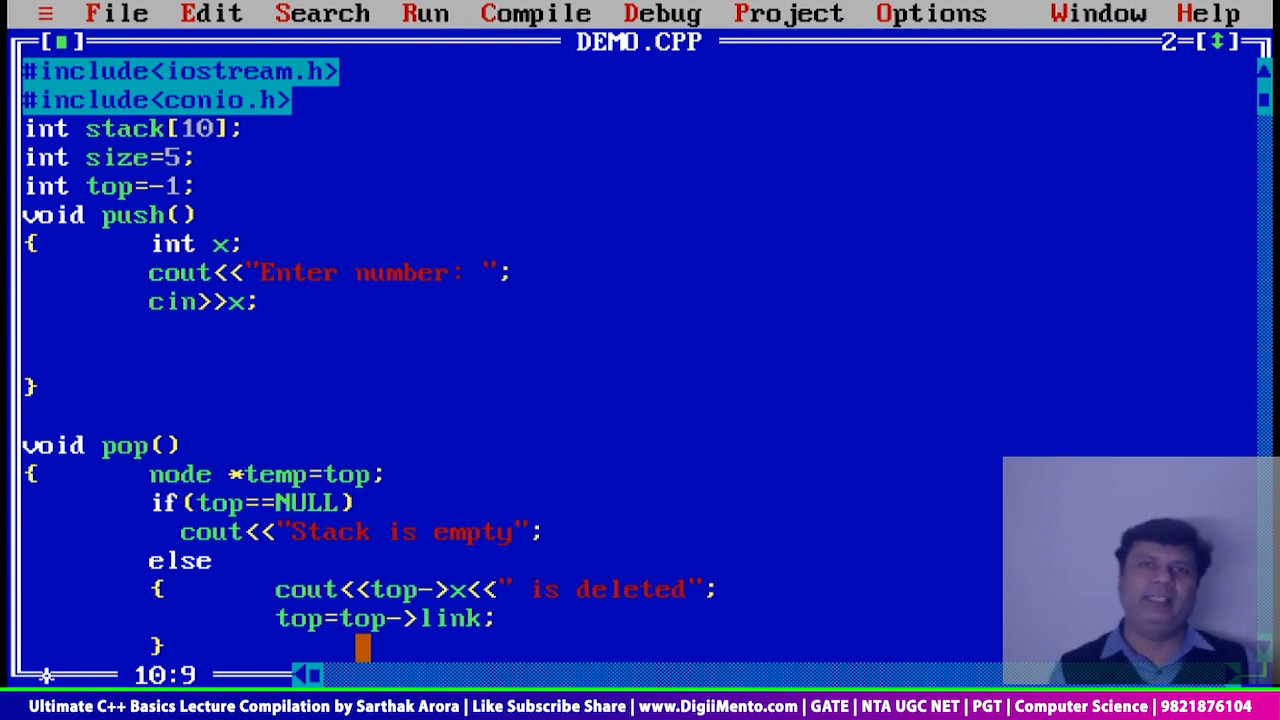 ≡ File Edit Search Run Compile Debug Project Options Window Help
[■] DEMO.CPP 2=[↕]
#include<iostream.h>
#include<conio.h>
int stack[10];
int size=5;
int top=-1;
void push()
{ int x;
cout<<"Enter number: ";
cin>>x;
}
void pop()
{ node *temp=top;
if(top==NULL)
cout<<"Stack is empty";
else
{ cout<<top->x<<" is deleted";
top=top->link;
}
10:9
Ultimate C++ Basics Lecture Compilation by Sarthak Arora | Like Subscribe Share | www.DigiiMento.com | GATE | NTA UGC NET | PGT | Computer Science | 9821876104